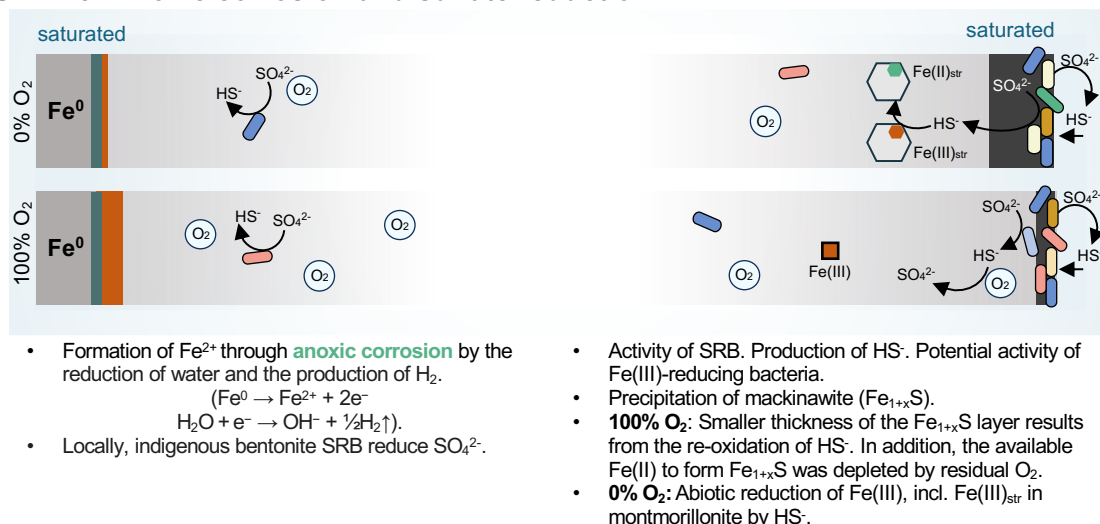 saturated
saturated
0% O₂
Fe⁰
HS⁻
SO₄²⁻
O₂
O₂
Fe(II)str
Fe(III)str
HS⁻
SO₄²⁻
SO₄²⁻
HS⁻
100% O₂
Fe⁰
O₂
HS⁻
SO₄²⁻
O₂
O₂
O₂
Fe(III)
SO₄²⁻
HS⁻
SO₄²⁻
O₂
SO₄²⁻
HS⁻
• Formation of Fe²⁺ through anoxic corrosion by the
reduction of water and the production of H₂.
(Fe⁰ → Fe²⁺ + 2e⁻
H₂O + e⁻ → OH⁻ + ½H₂↑).
• Locally, indigenous bentonite SRB reduce SO₄²⁻.
• Activity of SRB. Production of HS⁻. Potential activity of
Fe(III)-reducing bacteria.
• Precipitation of mackinawite (Fe₁₊ₓS).
• 100% O₂: Smaller thickness of the Fe₁₊ₓS layer results
from the re-oxidation of HS⁻. In addition, the available
Fe(II) to form Fe₁₊ₓS was depleted by residual O₂.
• 0% O₂: Abiotic reduction of Fe(III), incl. Fe(III)str in
montmorillonite by HS⁻.